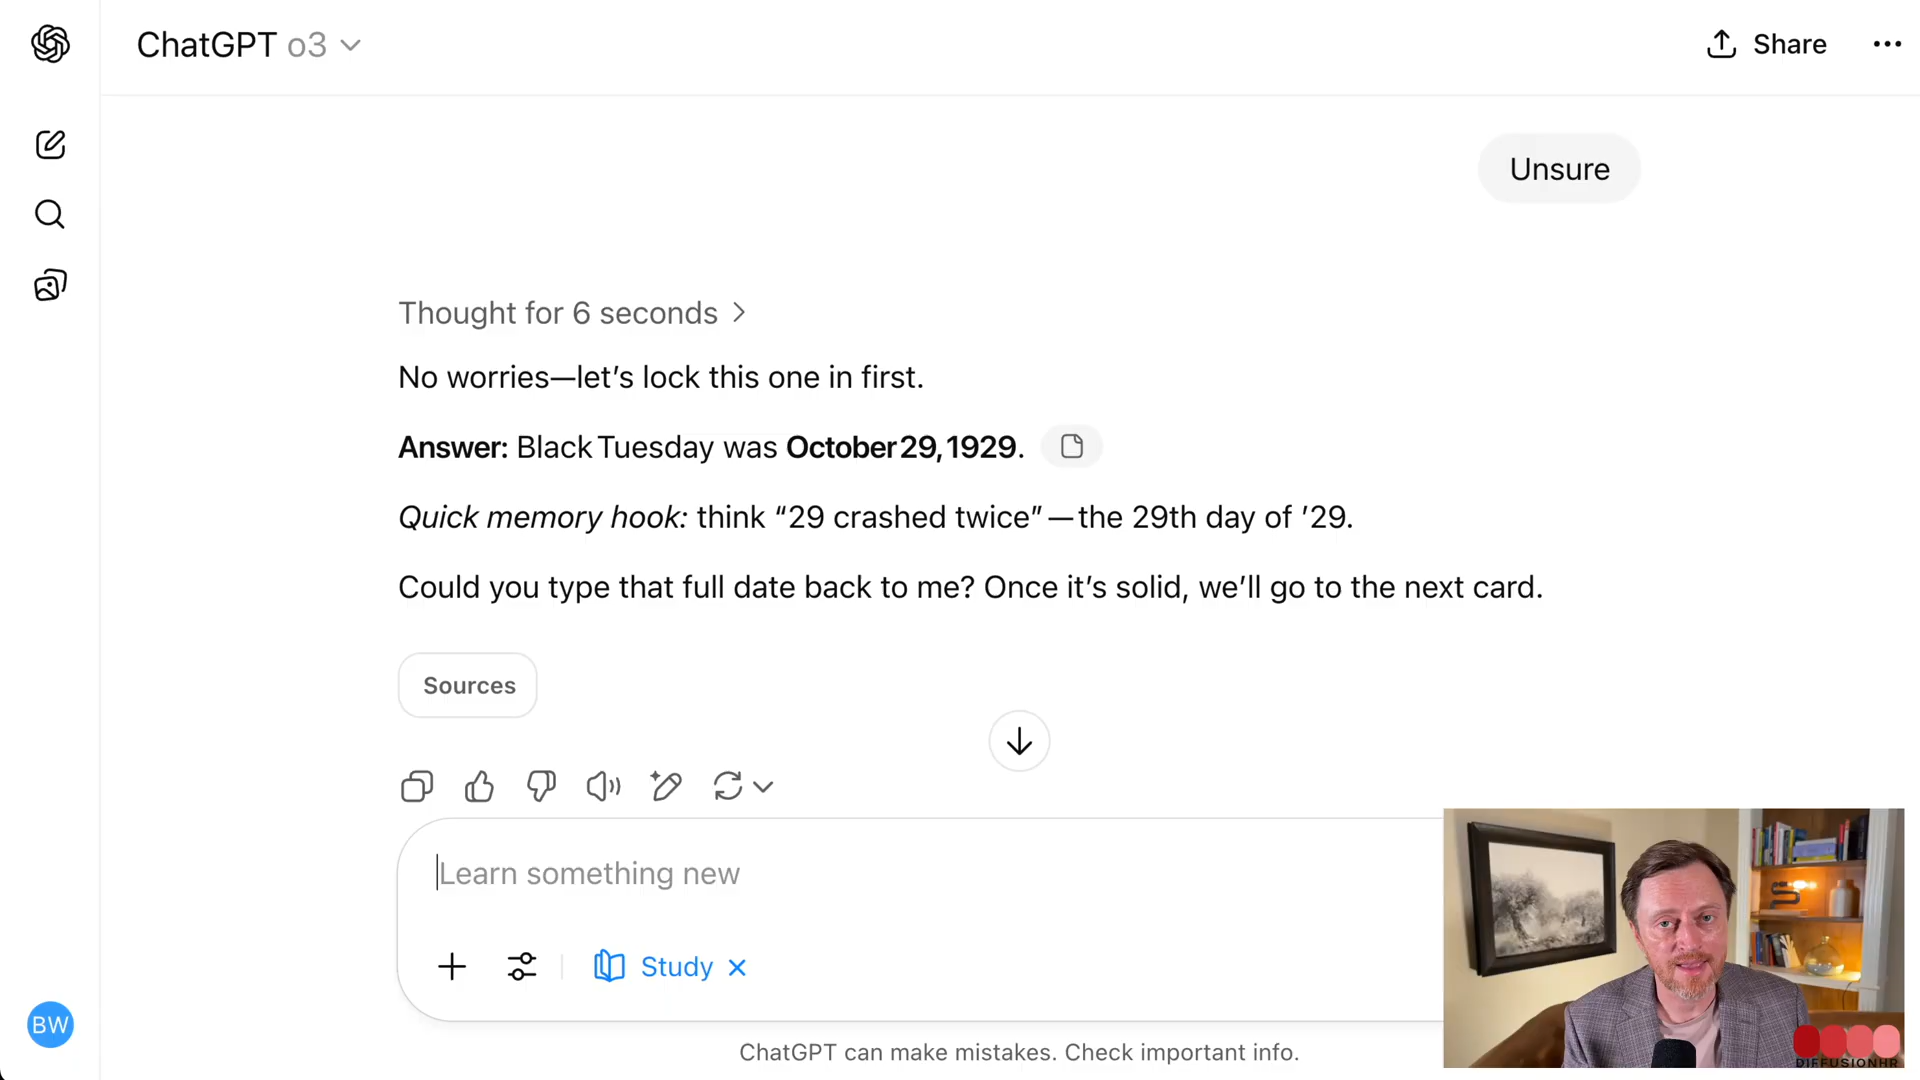 ChatGPT o3
Share
Unsure
Thought for 6 seconds
No worries—let’s lock this one in first.
Answer: Black Tuesday was October 29, 1929.
Quick memory hook: think “29 crashed twice” — the 29th day of ’29.
Could you type that full date back to me? Once it’s solid, we’ll go to the next card.
Sources
Learn something new
Study
BW
ChatGPT can make mistakes. Check important info.
DIFFUSIONHR